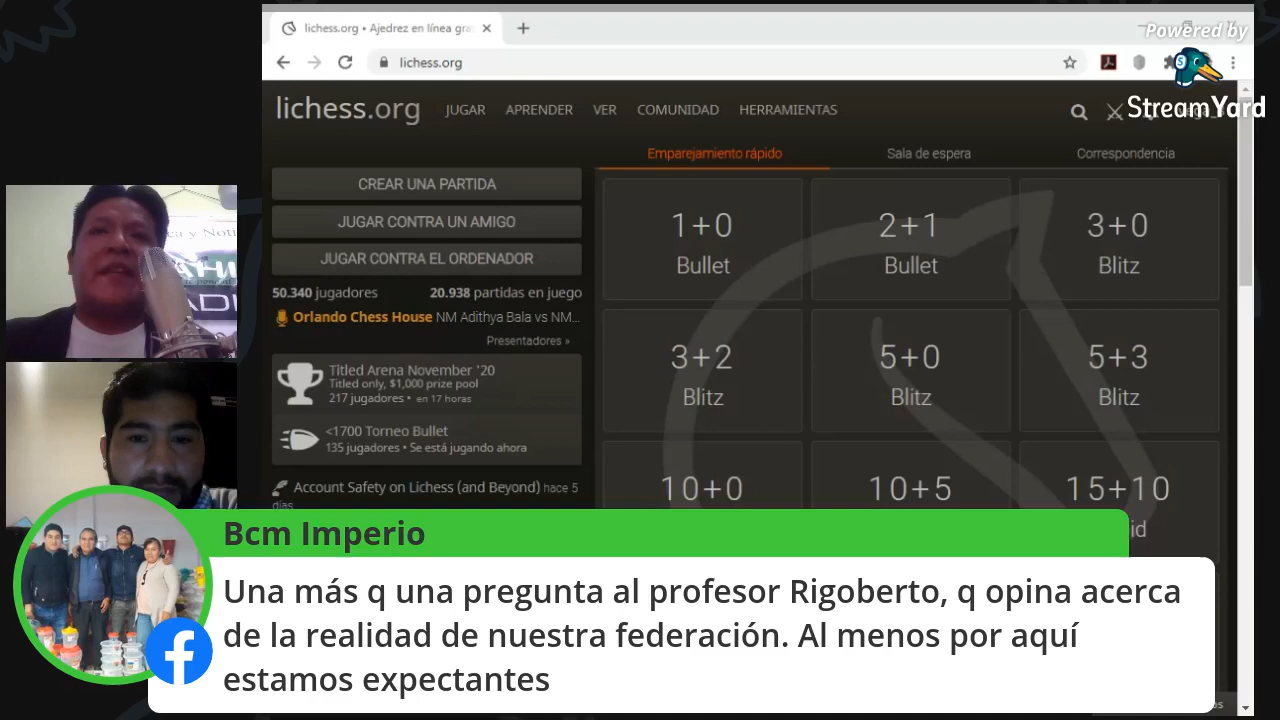 lichess.org • Ajedrez en línea gra
Powered by
lichess.org
StreamYard
lichess.org JUGAR APRENDER VER COMUNIDAD HERRAMIENTAS
Emparejamiento rápido Sala de espera Correspondencia
CREAR UNA PARTIDA
JUGAR CONTRA UN AMIGO
JUGAR CONTRA EL ORDENADOR
50.340 jugadores 20.938 partidas en juego
Orlando Chess House NM Adithya Bala vs NM...
Presentadores »
Titled Arena November '20
Titled only, $1,000 prize pool
217 jugadores • en 17 horas
<1700 Torneo Bullet
135 jugadores • Se está jugando ahora
Account Safety on Lichess (and Beyond) hace 5
días
1+0
Bullet
2+1
Bullet
3+0
Blitz
3+2
Blitz
5+0
Blitz
5+3
Blitz
10+0
10+5
15+10
id
Bcm Imperio
Una más q una pregunta al profesor Rigoberto, q opina acerca
de la realidad de nuestra federación. Al menos por aquí
estamos expectantes